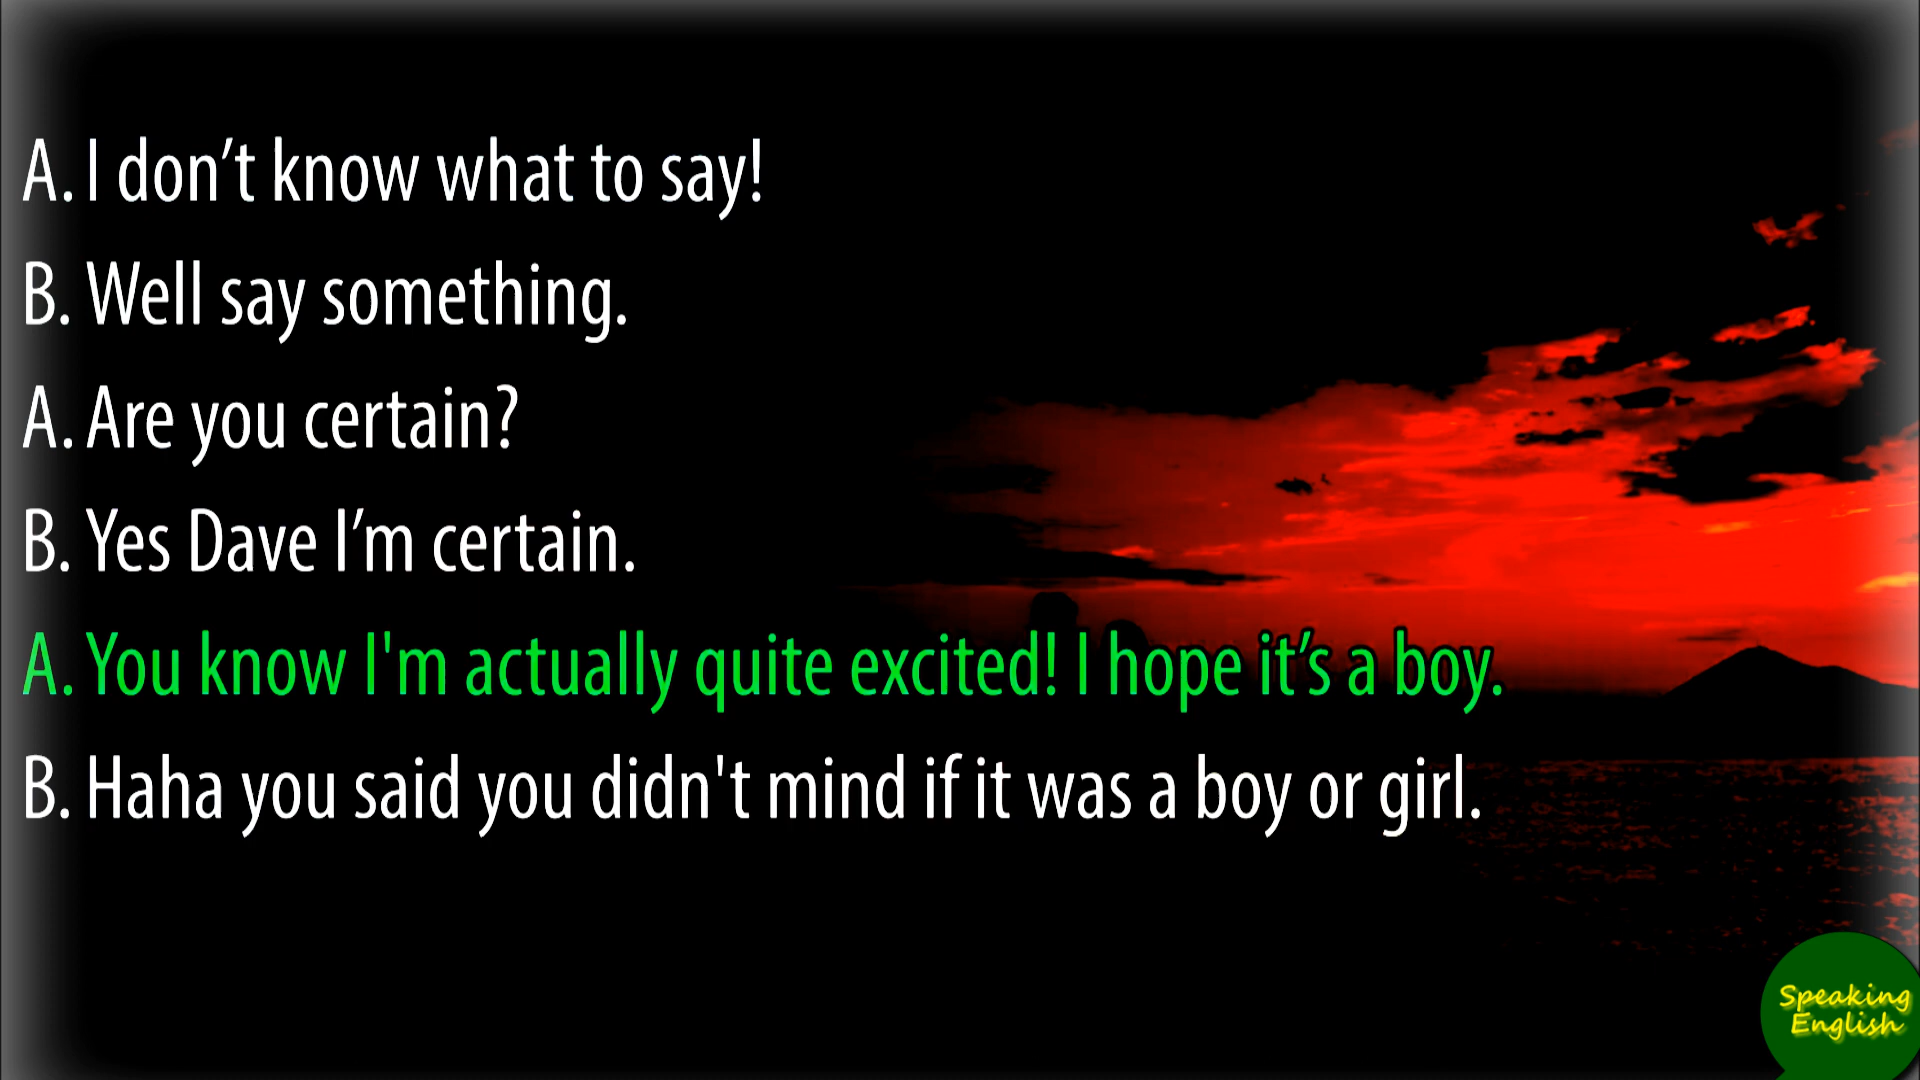 A. I don’t know what to say!
B. Well say something.
A. Are you certain?
B. Yes Dave I’m certain.
A. You know I'm actually quite excited! I hope it’s a boy.
B. Haha you said you didn't mind if it was a boy or girl.
Speaking
English